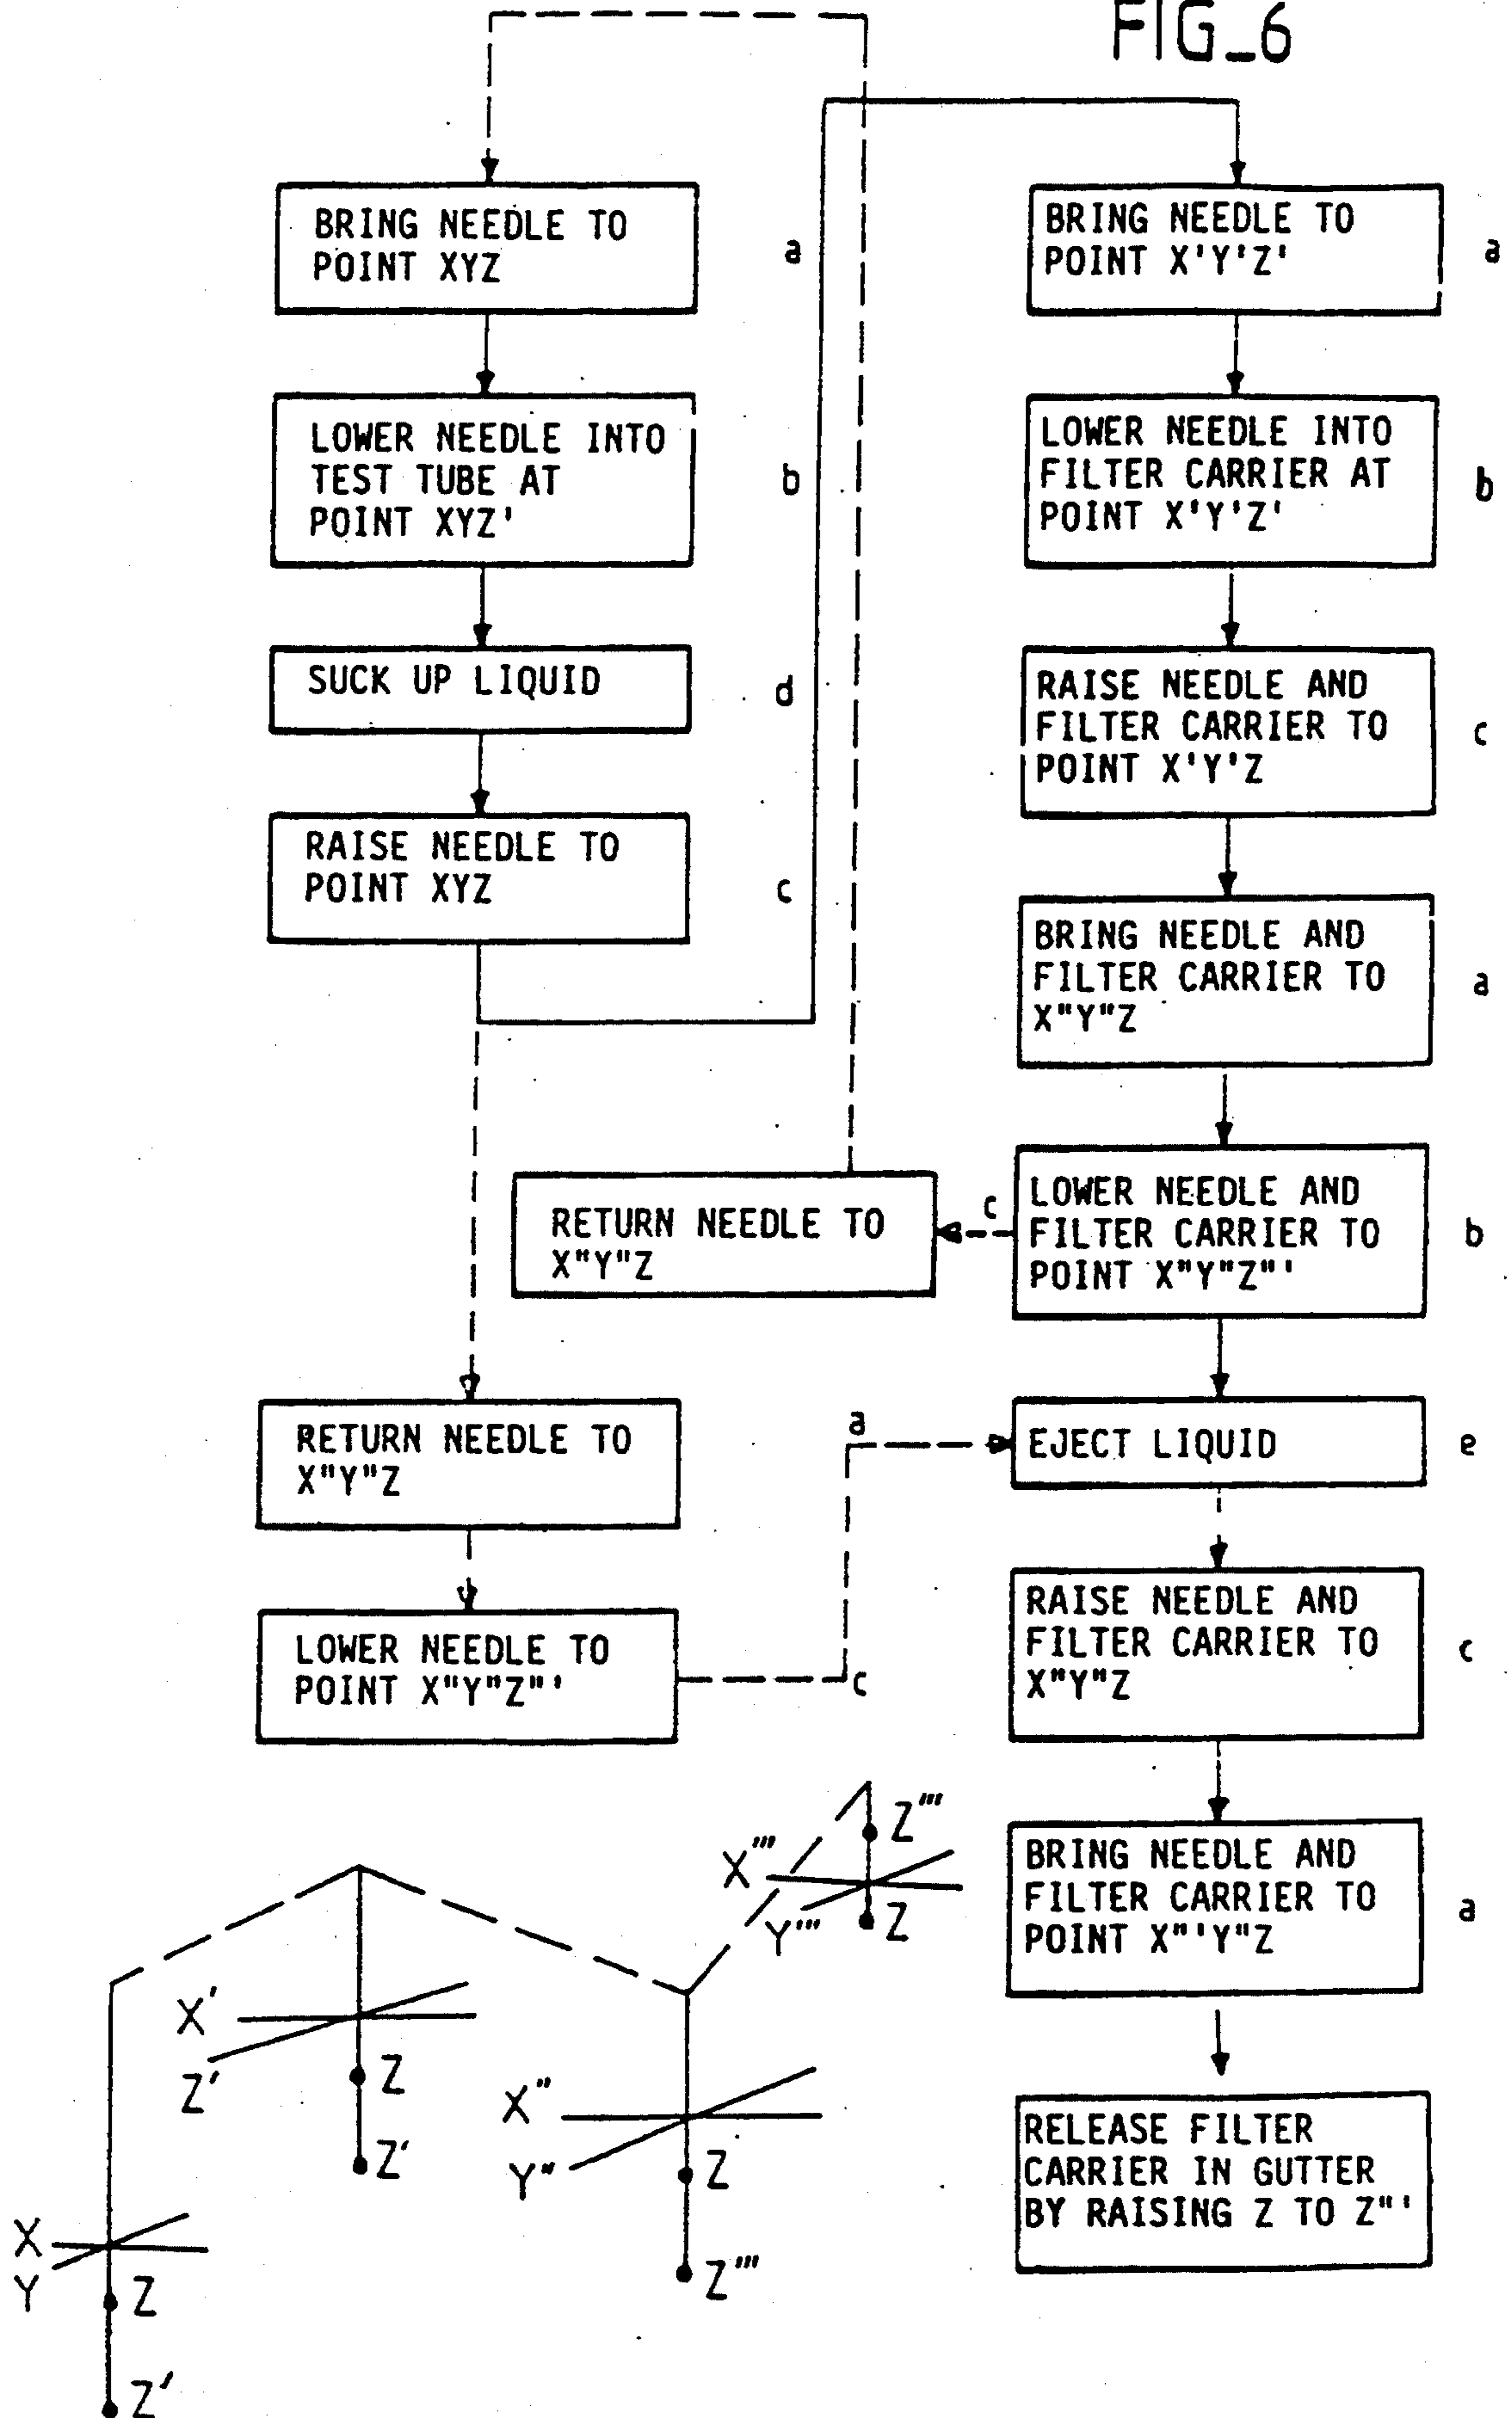 FIG_6
BRING NEEDLE TO
POINT XYZ
a
LOWER NEEDLE INTO
TEST TUBE AT
POINT XYZ'
b
SUCK UP LIQUID
d
RAISE NEEDLE TO
POINT XYZ
c
BRING NEEDLE TO
POINT X'Y'Z'
a
LOWER NEEDLE INTO
FILTER CARRIER AT
POINT X'Y'Z'
b
RAISE NEEDLE AND
FILTER CARRIER TO
POINT X'Y'Z
c
BRING NEEDLE AND
FILTER CARRIER TO
X"Y"Z
a
LOWER NEEDLE AND
FILTER CARRIER TO
POINT X"Y"Z"'
b
c
RETURN NEEDLE TO
X"Y"Z
RETURN NEEDLE TO
X"Y"Z
LOWER NEEDLE TO
POINT X"Y"Z"'
c
a
EJECT LIQUID
e
RAISE NEEDLE AND
FILTER CARRIER TO
X"Y"Z
c
BRING NEEDLE AND
FILTER CARRIER TO
POINT X"'Y"Z
a
RELEASE FILTER
CARRIER IN GUTTER
BY RAISING Z TO Z"'
X
Y
Z
Z'
X'
Z'
Z
Z'
X"
Y"
Z
Z'''
X'''
Y'''
Z'''
Z